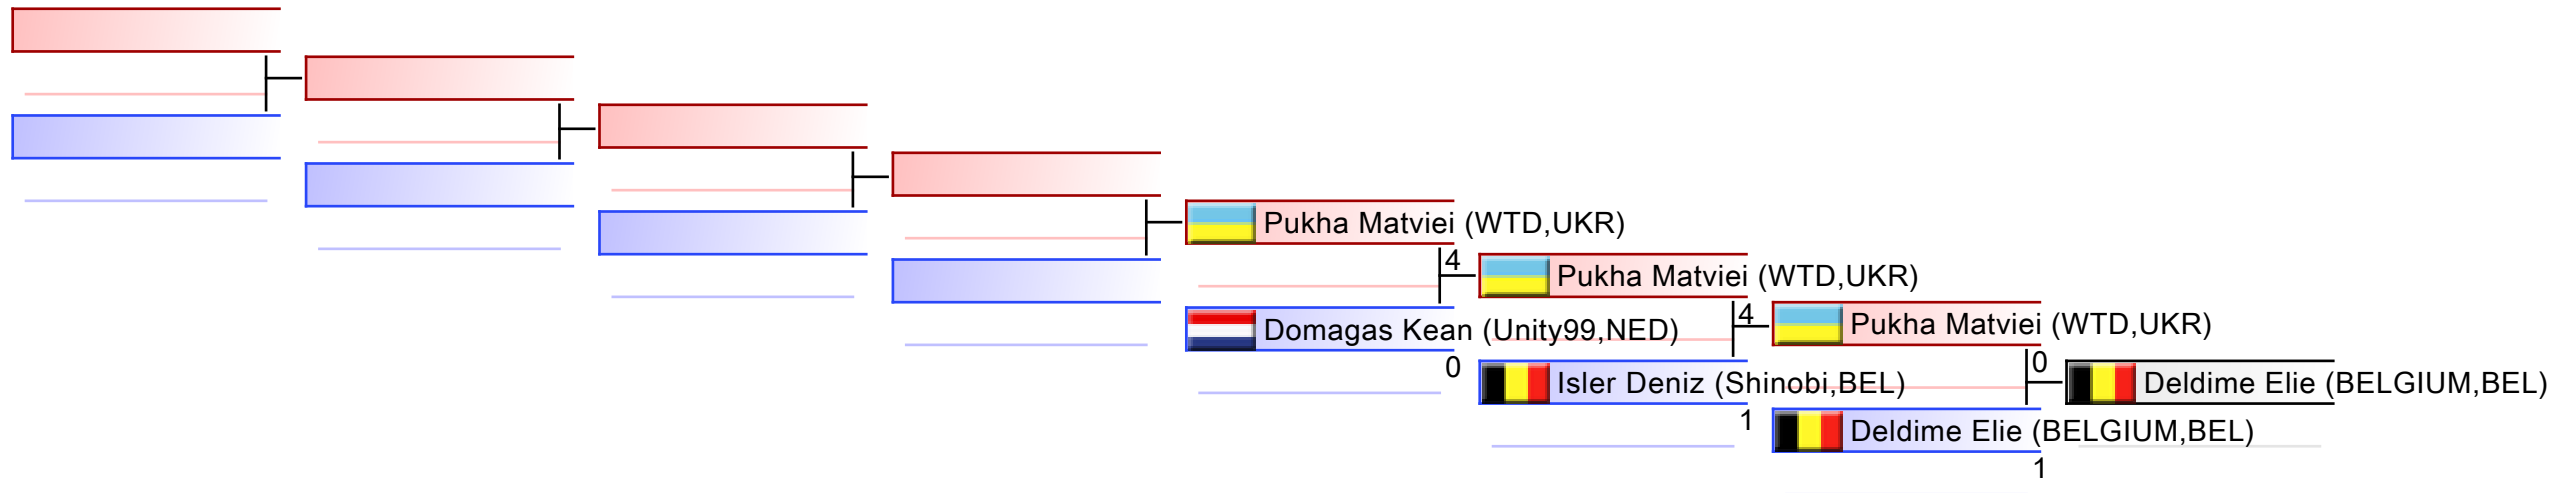 Pukha Matviei (WTD,UKR)
4
Pukha Matviei (WTD,UKR)
Domagas Kean (Unity99,NED)
0
4
Pukha Matviei (WTD,UKR)
Isler Deniz (Shinobi,BEL)
1
0
Deldime Elie (BELGIUM,BEL)
Deldime Elie (BELGIUM,BEL)
1